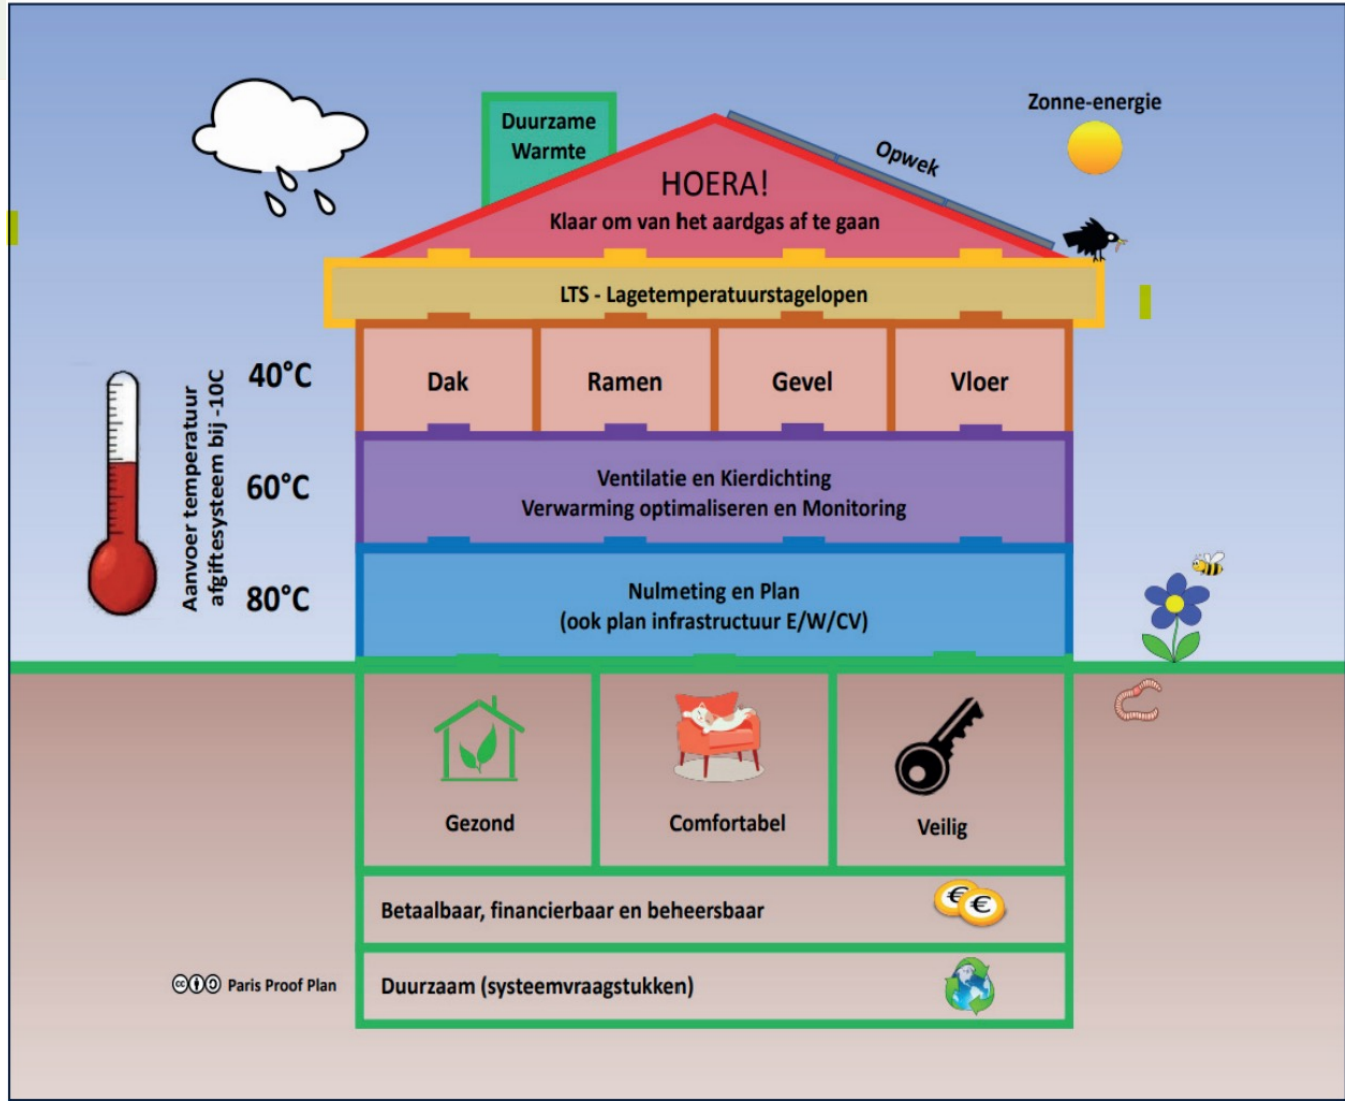 Zonne-energie
Duurzame
Warmte
Opwek
HOERA!
Klaar om van het aardgas af te gaan
LTS - Lagetemperatuurstagelopen
40°C
Dak
Ramen
Gevel
Vloer
Aanvoer temperatuur
afgiftesysteem bij -10C
60°C
Ventilatie en Kierdichting
Verwarming optimaliseren en Monitoring
80°C
Nulmeting en Plan
(ook plan infrastructuur E/W/CV)
Gezond
Comfortabel
Veilig
Betaalbaar, financierbaar en beheersbaar
€ €
cc Paris Proof Plan
Duurzaam (systeemvraagstukken)